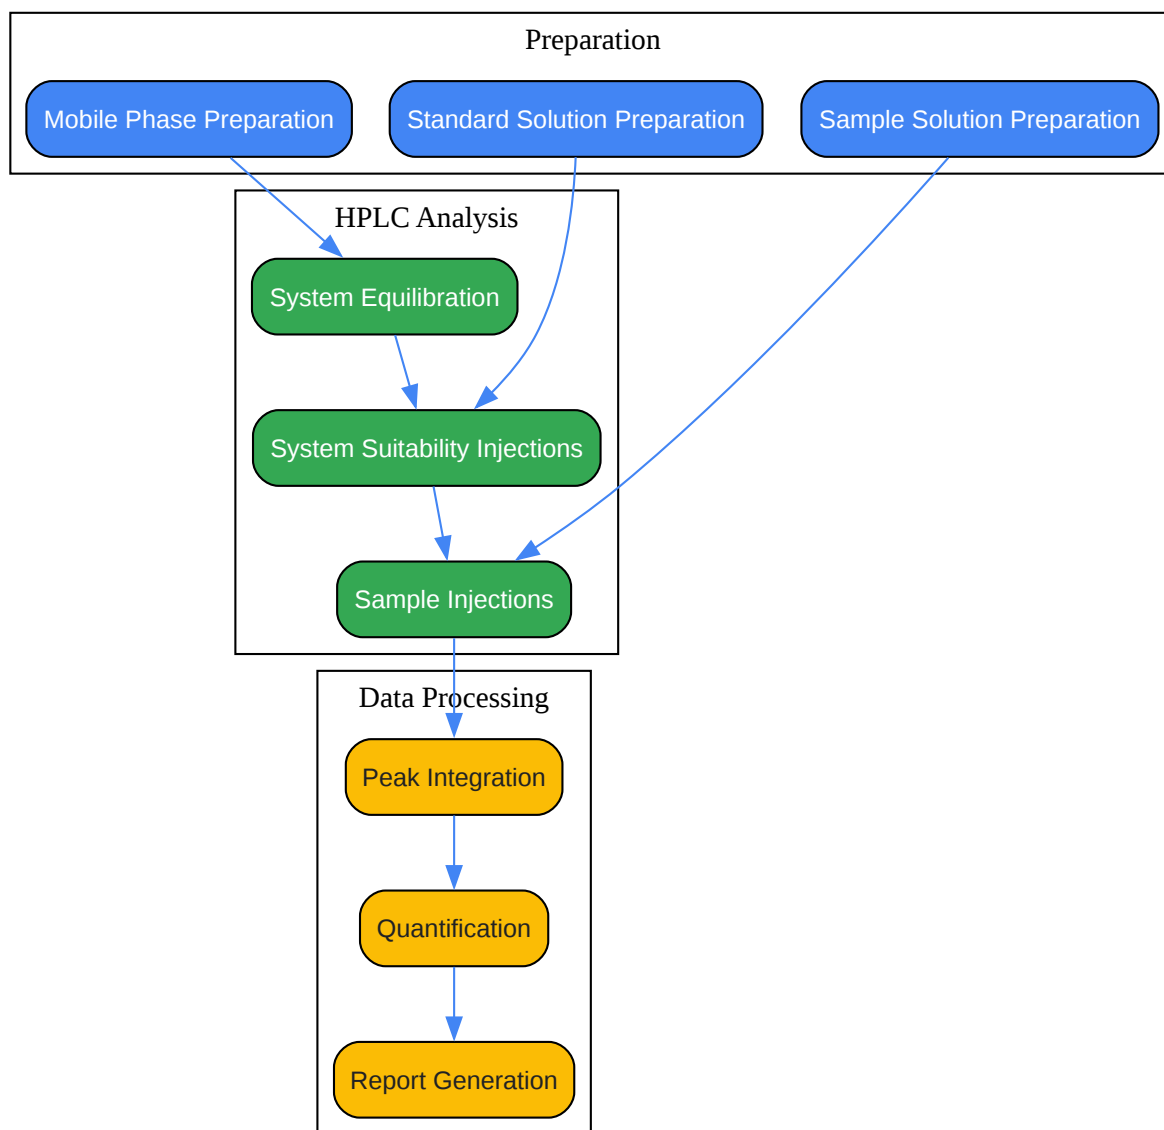 Preparation
Mobile Phase Preparation
Standard Solution Preparation
Sample Solution Preparation
HPLC Analysis
System Equilibration
System Suitability Injections
Sample Injections
Data Processing
Peak Integration
Quantification
Report Generation